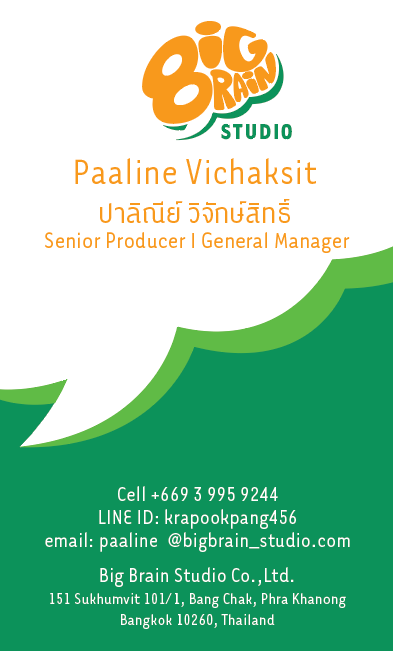 BiG
BRAiN
STUDIO
Paaline Vichaksit
ปาลิณีย์ วิจักษ์สิทธิ์
Senior Producer I General Manager
Cell +669 3 995 9244
LINE ID: krapookpang456
email: paaline @bigbrain_studio.com
Big Brain Studio Co.,Ltd.
151 Sukhumvit 101/1, Bang Chak, Phra Khanong
Bangkok 10260, Thailand